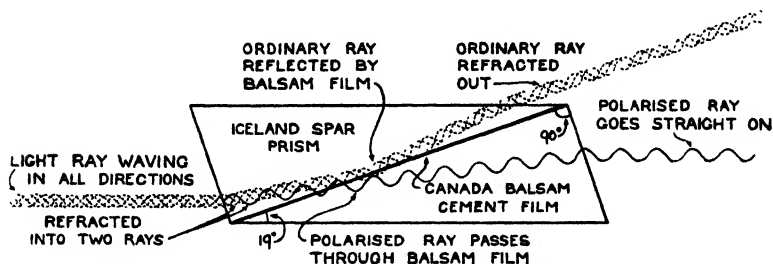 ORDINARY RAY
REFLECTED BY
BALSAM FILM
ORDINARY RAY
REFRACTED
OUT
POLARISED RAY
GOES STRAIGHT ON
ICELAND SPAR
PRISM
90°
LIGHT RAY WAVING
IN ALL DIRECTIONS
CANADA BALSAM
CEMENT FILM
REFRACTED
INTO TWO RAYS
19°
POLARISED RAY PASSES
THROUGH BALSAM FILM